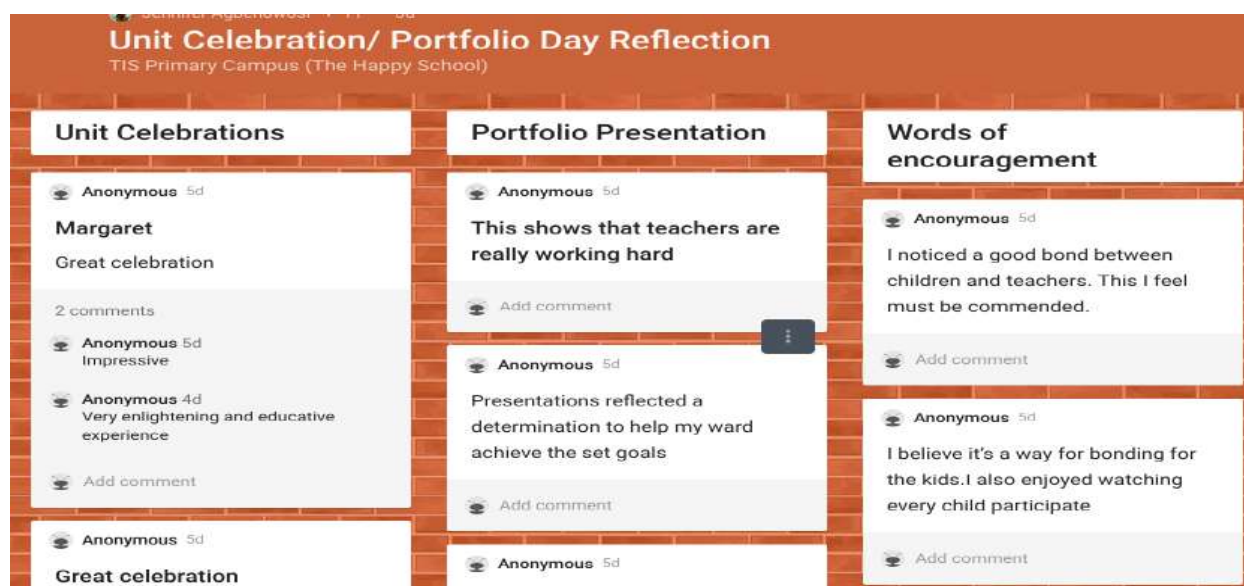 Unit Celebration/ Portfolio Day Reflection
TIS Primary Campus (The Happy School)
Unit Celebrations
Anonymous 5d
Margaret
Great celebration
2 comments
Anonymous 5d
Impressive
Anonymous 4d
Very enlightening and educative
experience
Add comment
Anonymous 5d
Great celebration
Portfolio Presentation
Anonymous 5d
This shows that teachers are
really working hard
Add comment
Anonymous 5d
Presentations reflected a
determination to help my ward
achieve the set goals
Add comment
Anonymous 5d
Words of
encouragement
Anonymous 5d
I noticed a good bond between
children and teachers. This I feel
must be commended.
Add comment
Anonymous 5d
I believe it's a way for bonding for
the kids.I also enjoyed watching
every child participate
Add comment